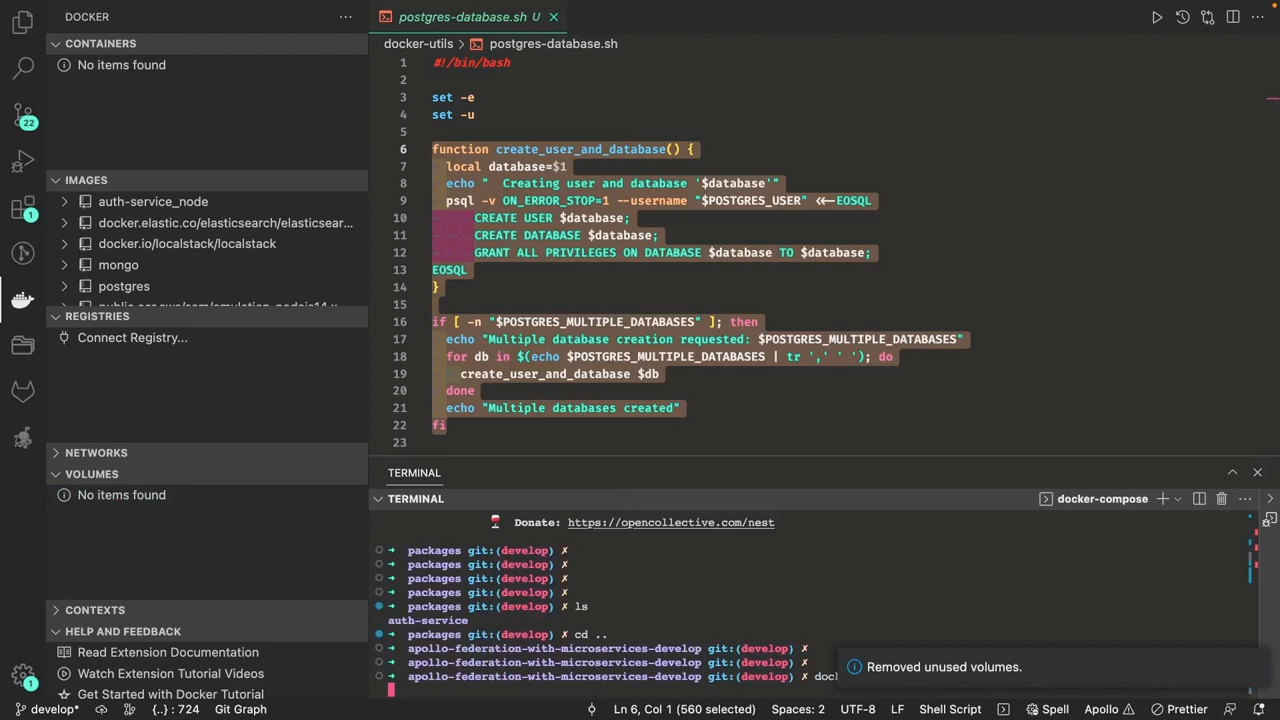 DOCKER
CONTAINERS
No items found
IMAGES
auth-service_node
docker.elastic.co/elasticsearch/elasticsear...
docker.io/localstack/localstack
mongo
postgres
REGISTRIES
Connect Registry...
NETWORKS
VOLUMES
No items found
CONTEXTS
HELP AND FEEDBACK
Read Extension Documentation
Watch Extension Tutorial Videos
Get Started with Docker Tutorial
22
1
1
postgres-database.sh U
docker-utils > postgres-database.sh
1 #!/bin/bash
2
3 set -e
4 set -u
5
6 function create_user_and_database() {
7 local database=$1
8 echo "  Creating user and database '$database'"
9 psql -v ON_ERROR_STOP=1 --username "$POSTGRES_USER" <<-EOSQL
10 CREATE USER $database;
11 CREATE DATABASE $database;
12 GRANT ALL PRIVILEGES ON DATABASE $database TO $database;
13 EOSQL
14 }
15
16 if [ -n "$POSTGRES_MULTIPLE_DATABASES" ]; then
17 echo "Multiple database creation requested: $POSTGRES_MULTIPLE_DATABASES"
18 for db in $(echo $POSTGRES_MULTIPLE_DATABASES | tr ',' ' '); do
19 create_user_and_database $db
20 done
21 echo "Multiple databases created"
22 fi
23
TERMINAL
TERMINAL
docker-compose
Donate: https://opencollective.com/nest
➜ packages git:(develop) ✗
➜ packages git:(develop) ✗
➜ packages git:(develop) ✗
➜ packages git:(develop) ✗
➜ packages git:(develop) ✗ ls
auth-service
➜ packages git:(develop) ✗ cd ..
➜ apollo-federation-with-microservices-develop git:(develop) ✗
➜ apollo-federation-with-microservices-develop git:(develop) ✗
➜ apollo-federation-with-microservices-develop git:(develop) ✗
Removed unused volumes.
develop* {..} : 724 Git Graph Ln 6, Col 1 (560 selected) Spaces: 2 UTF-8 LF Shell Script Spell Apollo Prettier